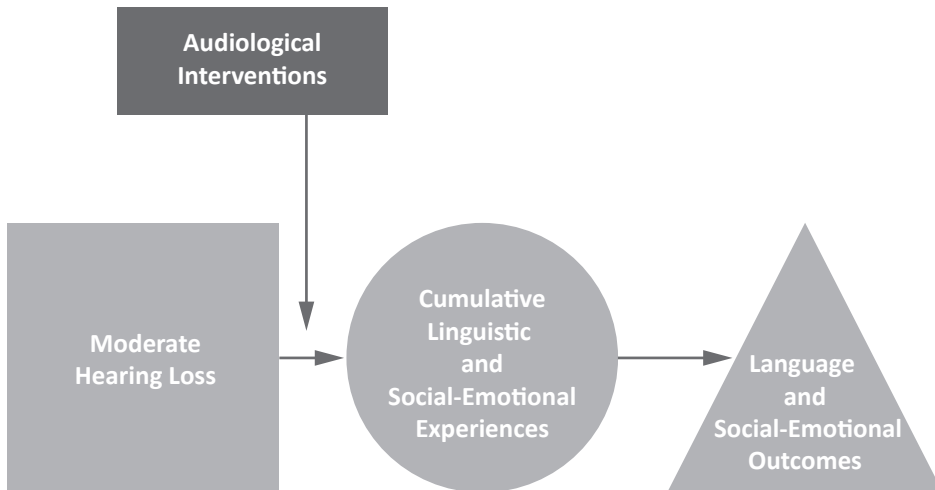 Audiological
Interventions
Moderate
Hearing Loss
Cumulative
Linguistic
and
Social-Emotional
Experiences
Language
and
Social-Emotional
Outcomes